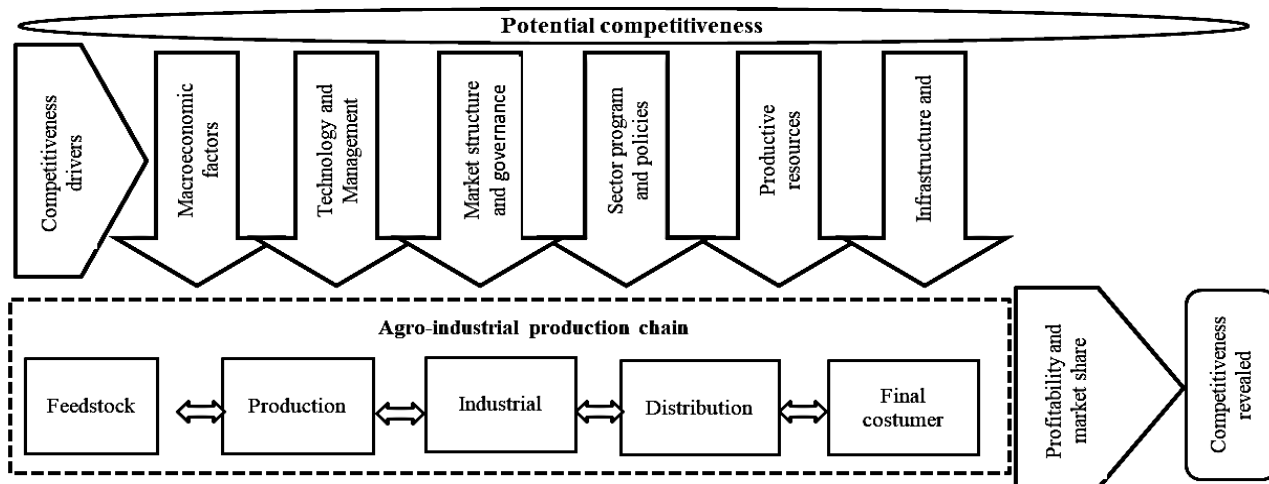 Potential competitiveness
Competitiveness
drivers
Macroeconomic
factors
Technology and
Management
Market structure
and governance
Sector program
and policies
Productive
resources
Infrastructure and
Agro-industrial production chain
Feedstock
Production
Industrial
Distribution
Final
costumer
Profitability and
market share
Competitiveness
revealed